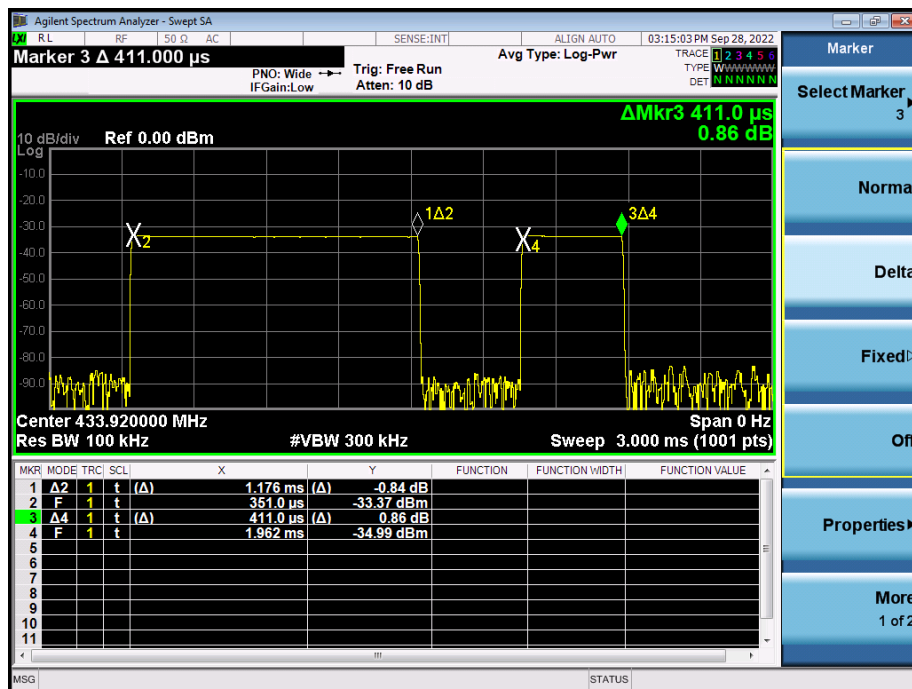 Agilent Spectrum Analyzer - Swept SA
LXI RL RF 50 Ω AC SENSE:INT ALIGN AUTO 03:15:03 PM Sep 28, 2022
Marker 3 Δ 411.000 µs
PNO: Wide
IFGain:Low
Trig: Free Run
Atten: 10 dB
Avg Type: Log-Pwr
TRACE 1 2 3 4 5 6
TYPE WWWWWW
DET N N N N N N
ΔMkr3 411.0 µs
0.86 dB
10 dB/div Ref 0.00 dBm
Log
-10.0
-20.0
-30.0
-40.0
-50.0
-60.0
-70.0
-80.0
-90.0
X2
1Δ2
X4
3Δ4
Center 433.920000 MHz Span 0 Hz
Res BW 100 kHz #VBW 300 kHz Sweep 3.000 ms (1001 pts)
MKR MODE TRC SCL X Y FUNCTION FUNCTION WIDTH FUNCTION VALUE
1 Δ2 1 t (Δ) 1.176 ms (Δ) -0.84 dB
2 F 1 t 351.0 µs -33.37 dBm
3 Δ4 1 t (Δ) 411.0 µs (Δ) 0.86 dB
4 F 1 t 1.962 ms -34.99 dBm
5
6
7
8
9
10
11
MSG STATUS
Marker
Select Marker
3
Norma
Delta
Fixed
Of
Properties
More
1 of 2